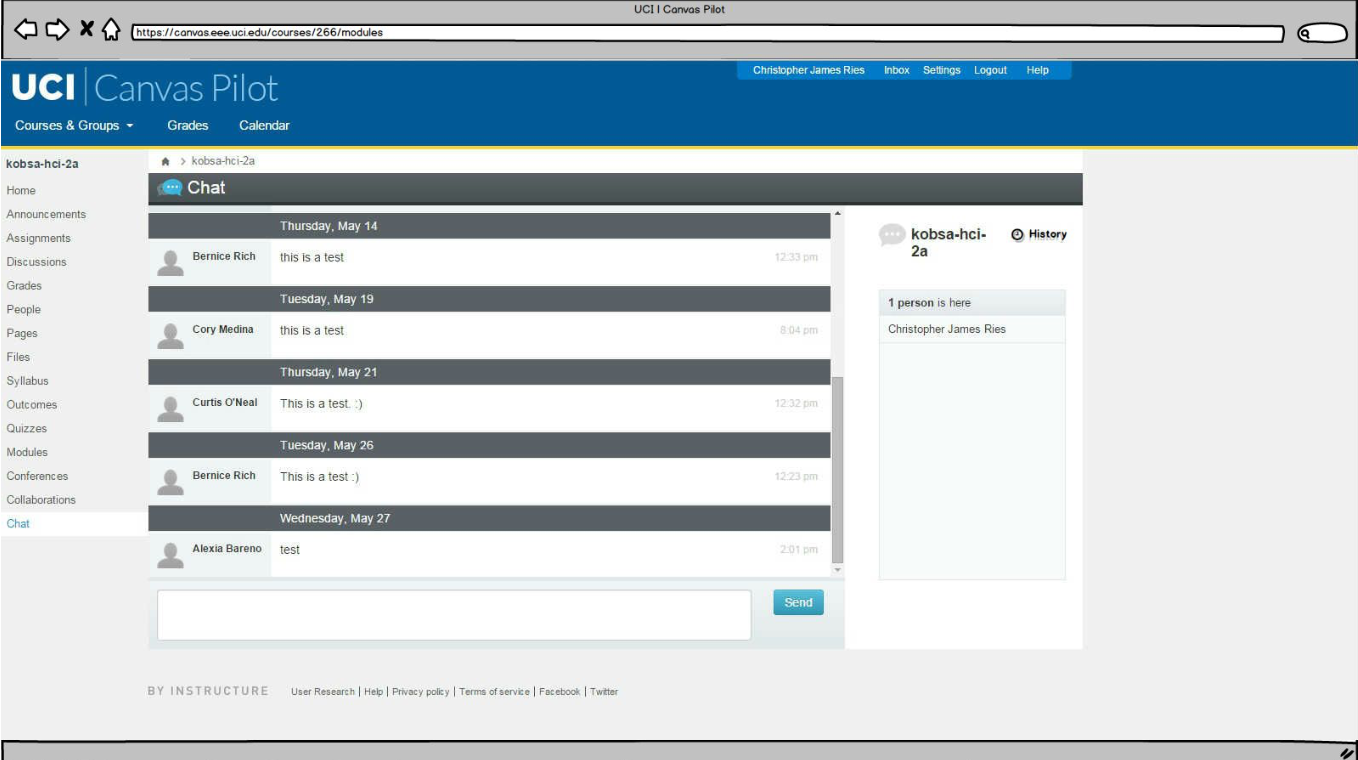 UCI I Canvas Pilot
https://canvas.eee.uci.edu/courses/266/modules
Christopher James Ries Inbox Settings Logout Help
UCI | Canvas Pilot
Courses & Groups Grades Calendar
kobsa-hci-2a
Home
Announcements
Assignments
Discussions
Grades
People
Pages
Files
Syllabus
Outcomes
Quizzes
Modules
Conferences
Collaborations
Chat
> kobsa-hci-2a
Chat
Thursday, May 14
Bernice Rich this is a test 12:33 pm
Tuesday, May 19
Cory Medina this is a test 8:04 pm
Thursday, May 21
Curtis O'Neal This is a test. :) 12:32 pm
Tuesday, May 26
Bernice Rich This is a test :) 12:23 pm
Wednesday, May 27
Alexia Bareno test 2:01 pm
Send
kobsa-hci-
2a
History
1 person is here
Christopher James Ries
BY INSTRUCTURE User Research | Help | Privacy policy | Terms of service | Facebook | Twitter